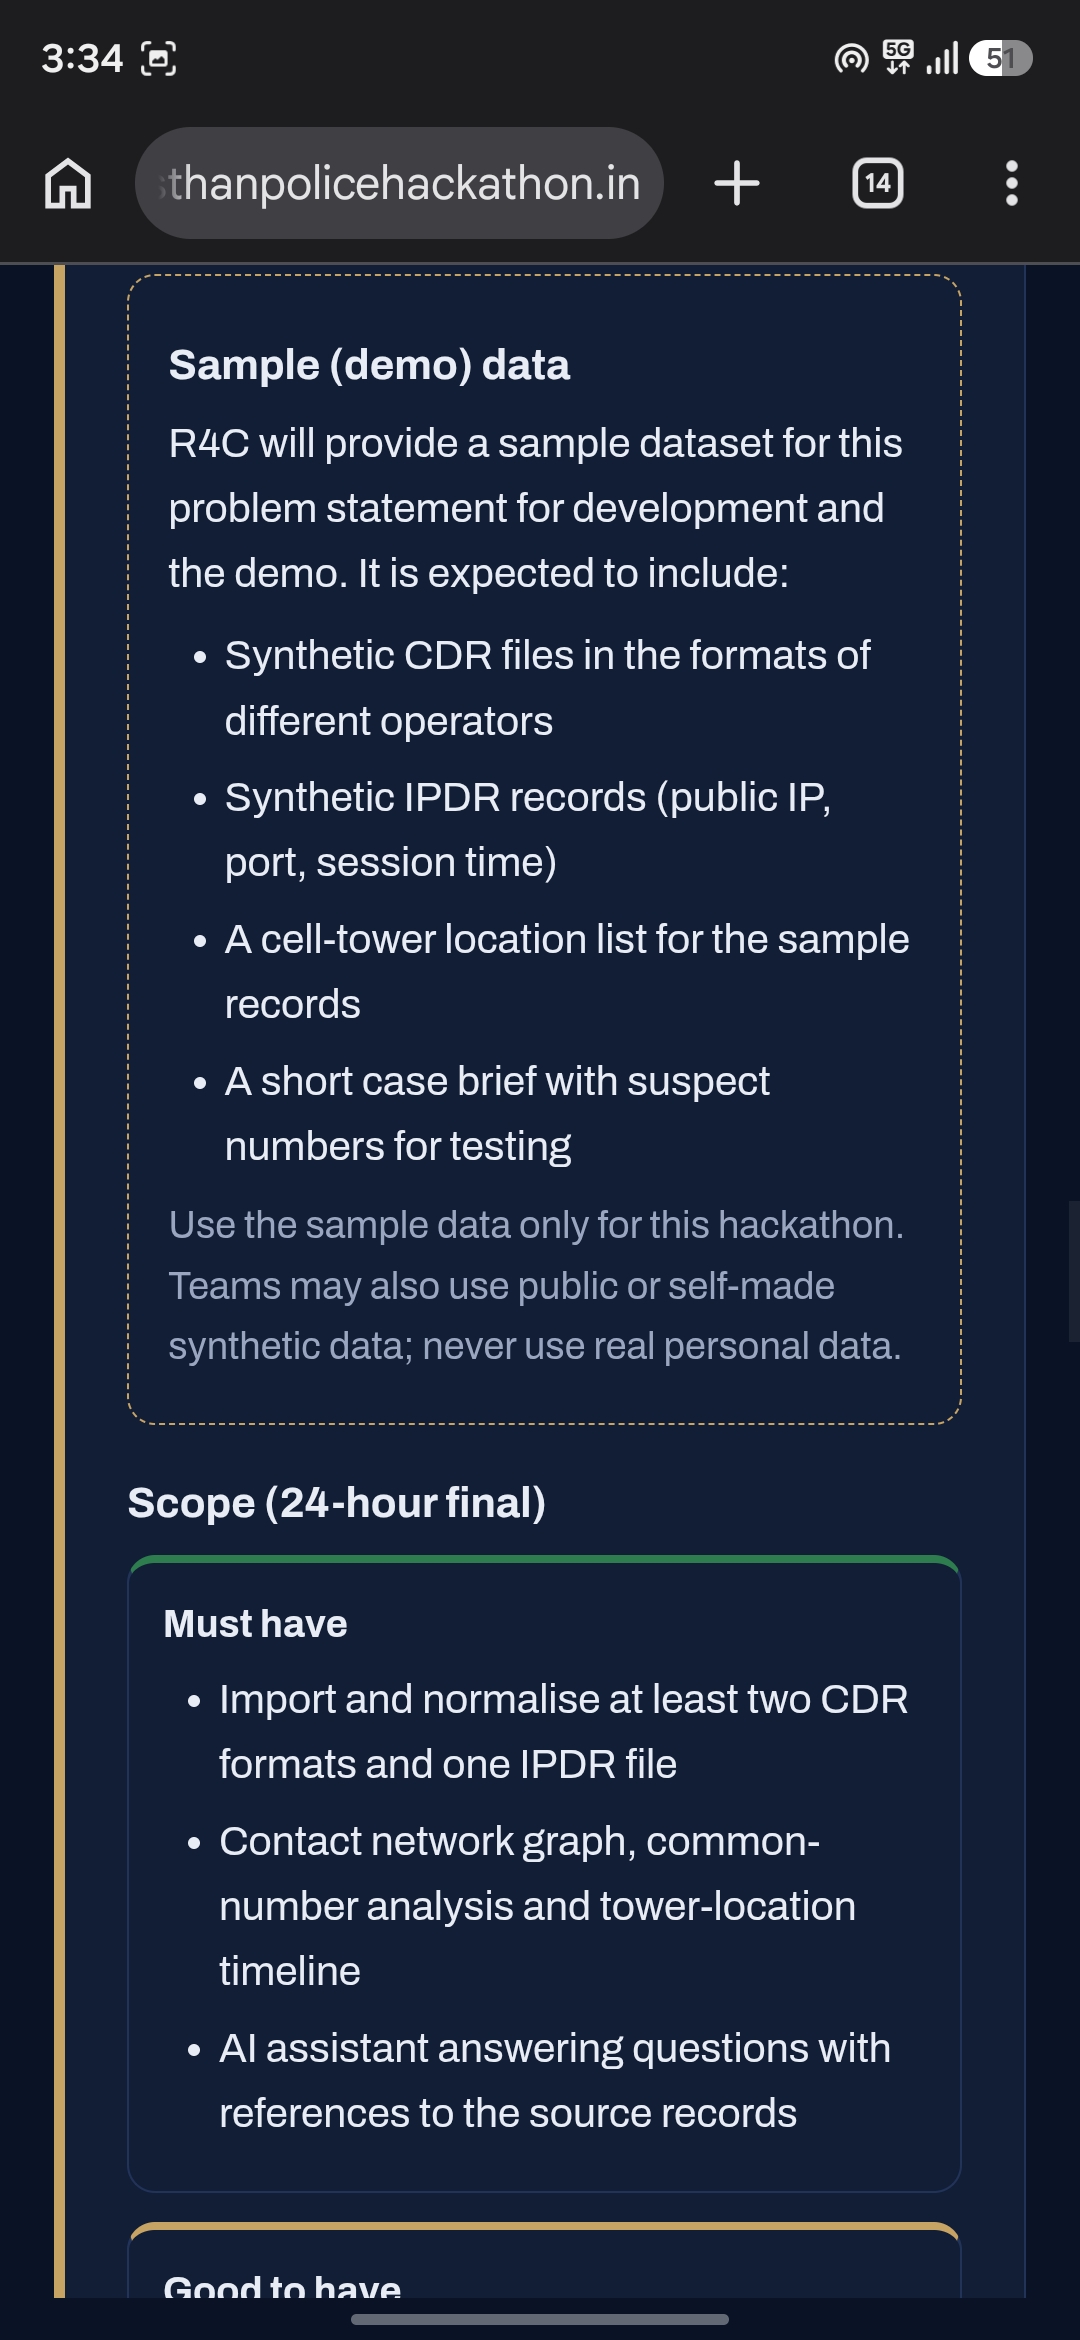 3:34
5G
51
thanpolicehackathon.in
14
Sample (demo) data
R4C will provide a sample dataset for this
problem statement for development and
the demo. It is expected to include:
• Synthetic CDR files in the formats of
different operators
• Synthetic IPDR records (public IP,
port, session time)
• A cell-tower location list for the sample
records
• A short case brief with suspect
numbers for testing
Use the sample data only for this hackathon.
Teams may also use public or self-made
synthetic data; never use real personal data.
Scope (24-hour final)
Must have
• Import and normalise at least two CDR
formats and one IPDR file
• Contact network graph, common-
number analysis and tower-location
timeline
• AI assistant answering questions with
references to the source records
Good to have